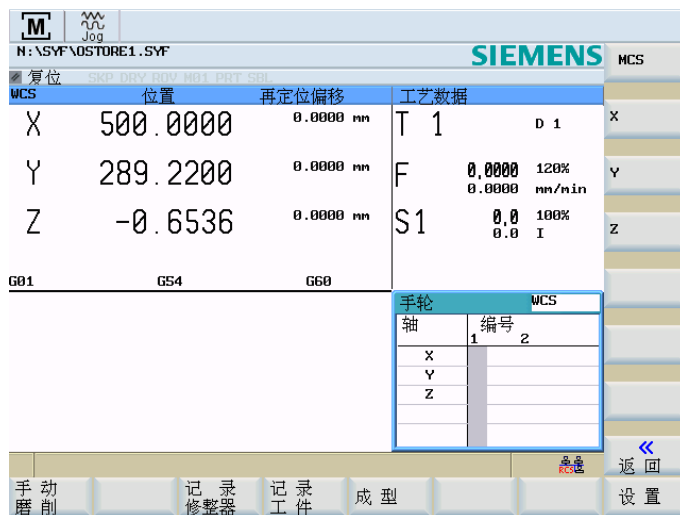 M
Jog
N:\SYF\OSTORE1.SYF
SIEMENS
MCS
复位 SKP DRY ROV M01 PRT SBL
WCS 位置 再定位偏移 工艺数据
X 500.0000 0.0000 mm T 1 D 1 X
Y 289.2200 0.0000 mm F 0.0000 120% Y
0.0000 mm/min
Z -0.6536 0.0000 mm S1 0.0 100% Z
0.0 I
G01 G54 G60
手轮 WCS
轴 编号
1 2
X
Y
Z
«
返回
RCS
手动 记录 记录 成型 设置
磨削 修整器 工件